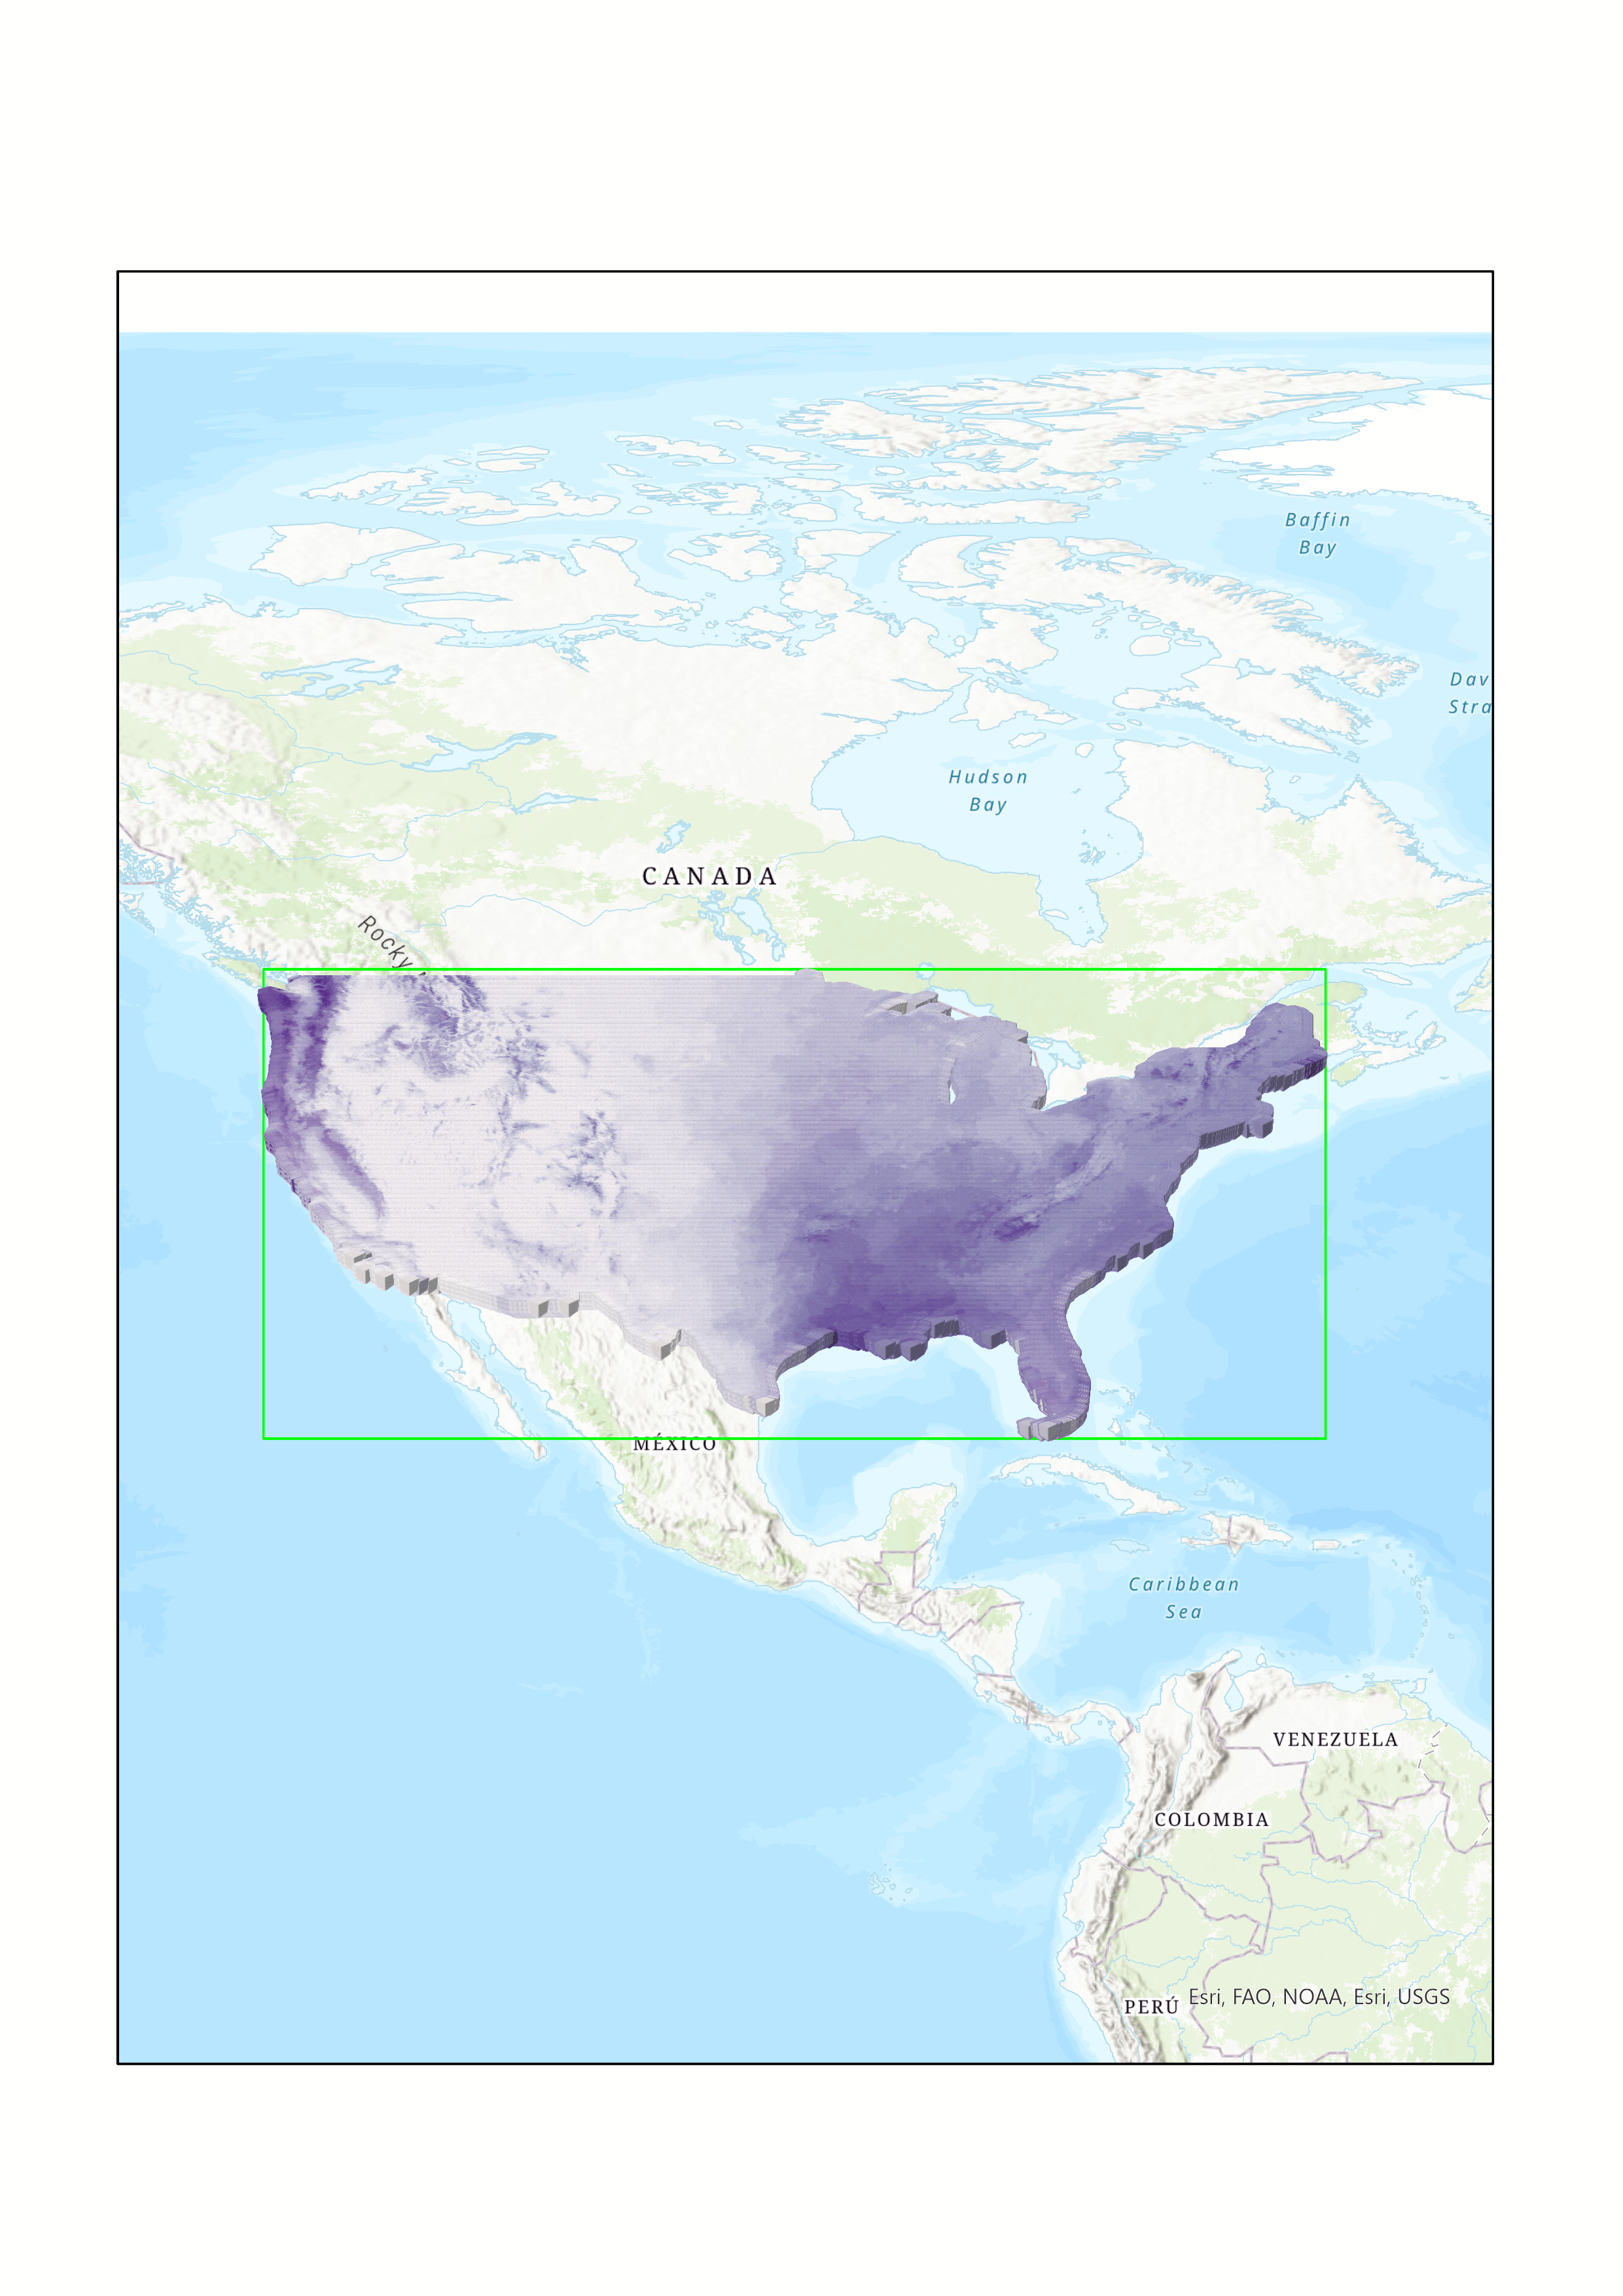 Baffin
Bay
Dav
Stra
Hudson
Bay
CANADA
Rocky
MÉXICO
Caribbean
Sea
VENEZUELA
COLOMBIA
PERÚ
Esri, FAO, NOAA, Esri, USGS